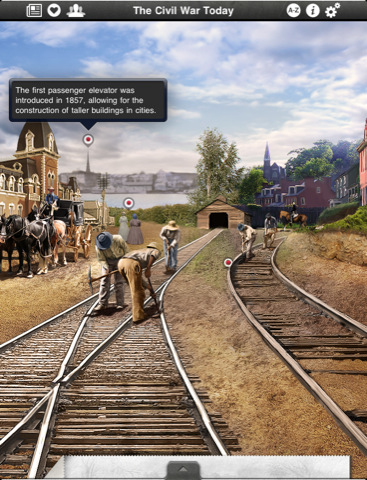 The Civil War Today
A-Z
The first passenger elevator was
introduced in 1857, allowing for the
construction of taller buildings in cities.